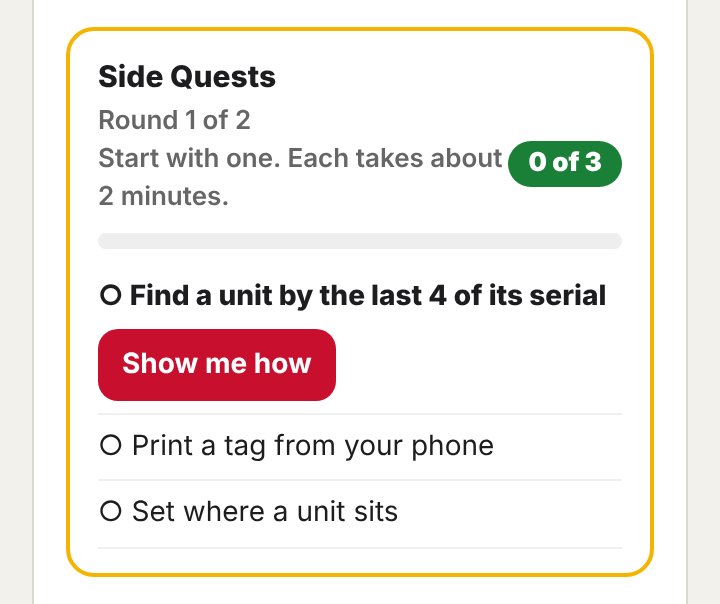 Side Quests
Round 1 of 2
Start with one. Each takes about
2 minutes.
0 of 3
Find a unit by the last 4 of its serial
Show me how
Print a tag from your phone
Set where a unit sits